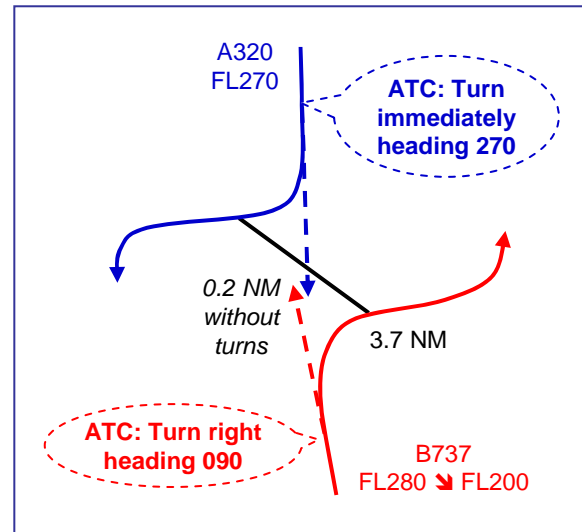 A320
FL270
ATC: Turn
immediately
heading 270
0.2 NM
without
turns
3.7 NM
ATC: Turn right
heading 090
B737
FL280 ➘ FL200